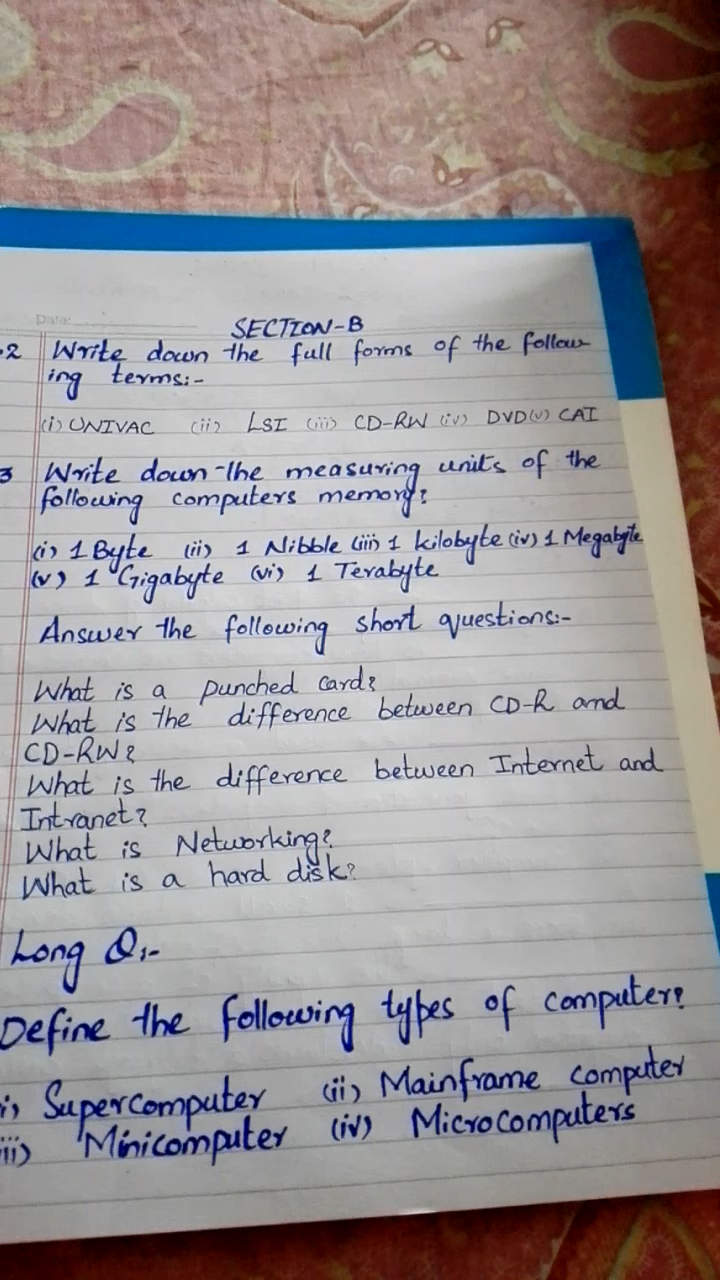 Date:
SECTION-B
.2 Write down the full forms of the follow-
ing terms:-
(i) UNIVAC (ii) LSI (iii) CD-RW (iv) DVD (v) CAI
3 Write down the measuring units of the
following computers memory?
(i) 1 Byte (ii) 1 Nibble (iii) 1 kilobyte (iv) 1 Megabyte
(v) 1 Gigabyte (vi) 1 Terabyte
Answer the following short questions:-
What is a punched card?
What is the difference between CD-R and
CD-RW?
What is the difference between Internet and
Intranet?
What is Networking?
What is a hard disk?
Long Q:-
Define the following types of computer?
i) Supercomputer (ii) Mainframe computer
iii) Minicomputer (iv) Microcomputers